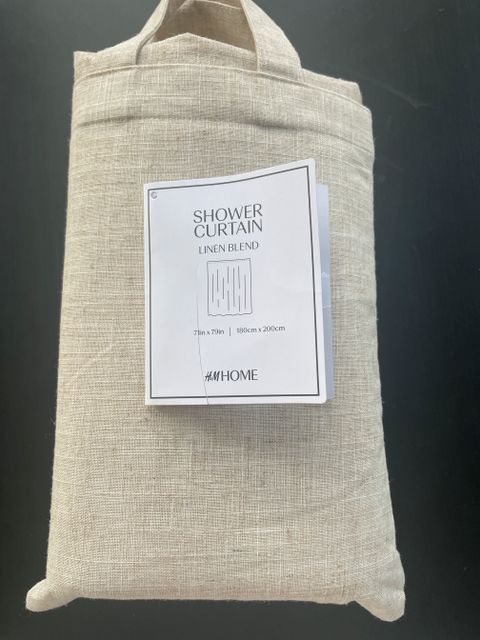 SHOWER
CURTAIN
LINEN BLEND
71in x 79in | 180cm x 200cm
H&M HOME